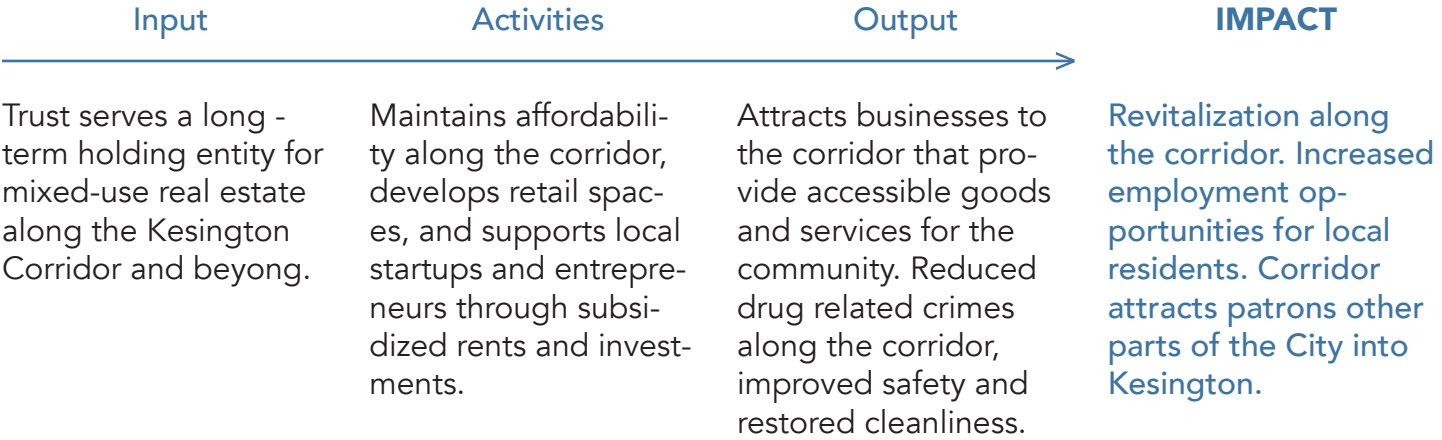 Input
Activities
Output
IMPACT
Trust serves a long -
term holding entity for
mixed-use real estate
along the Kesington
Corridor and beyong.
Maintains affordabili-
ty along the corridor,
develops retail spac-
es, and supports local
startups and entrepre-
neurs through subsi-
dized rents and invest-
ments.
Attracts businesses to
the corridor that pro-
vide accessible goods
and services for the
community. Reduced
drug related crimes
along the corridor,
improved safety and
restored cleanliness.
Revitalization along
the corridor. Increased
employment op-
portunities for local
residents. Corridor
attracts patrons other
parts of the City into
Kesington.